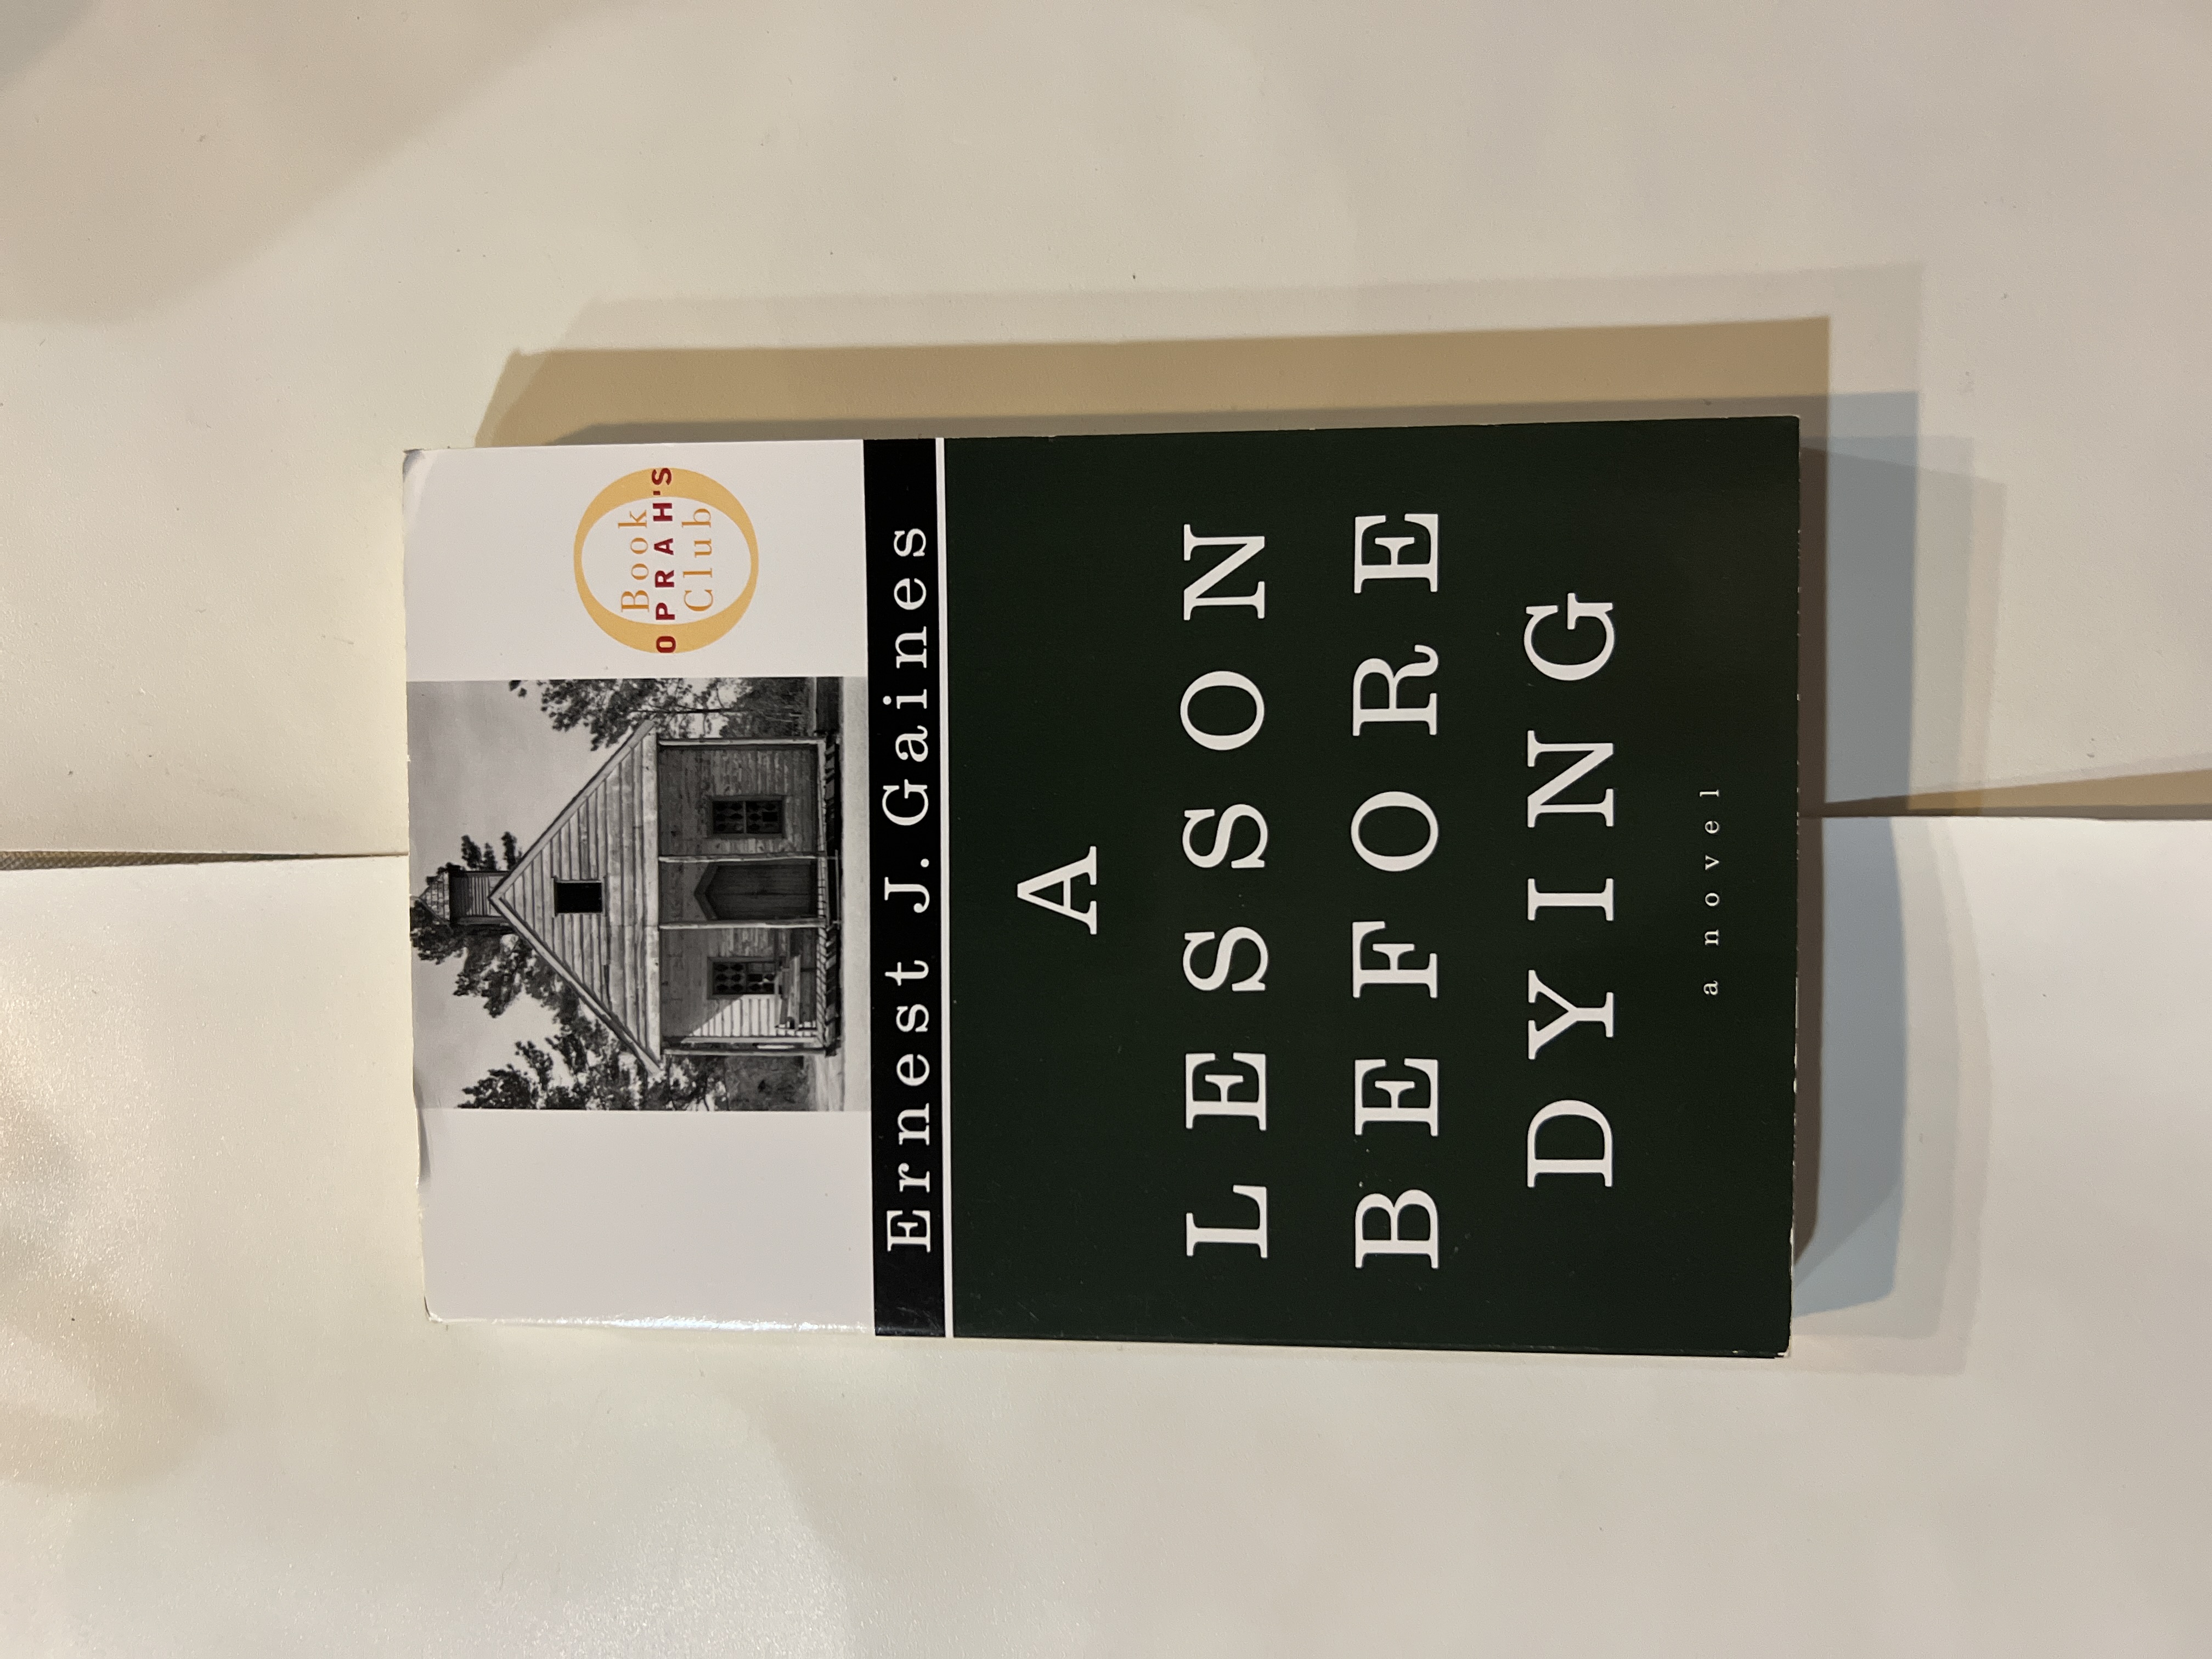 Book
OPRAH'S
Club
Ernest J. Gaines
A
LESSON
BEFORE
DYING
a novel